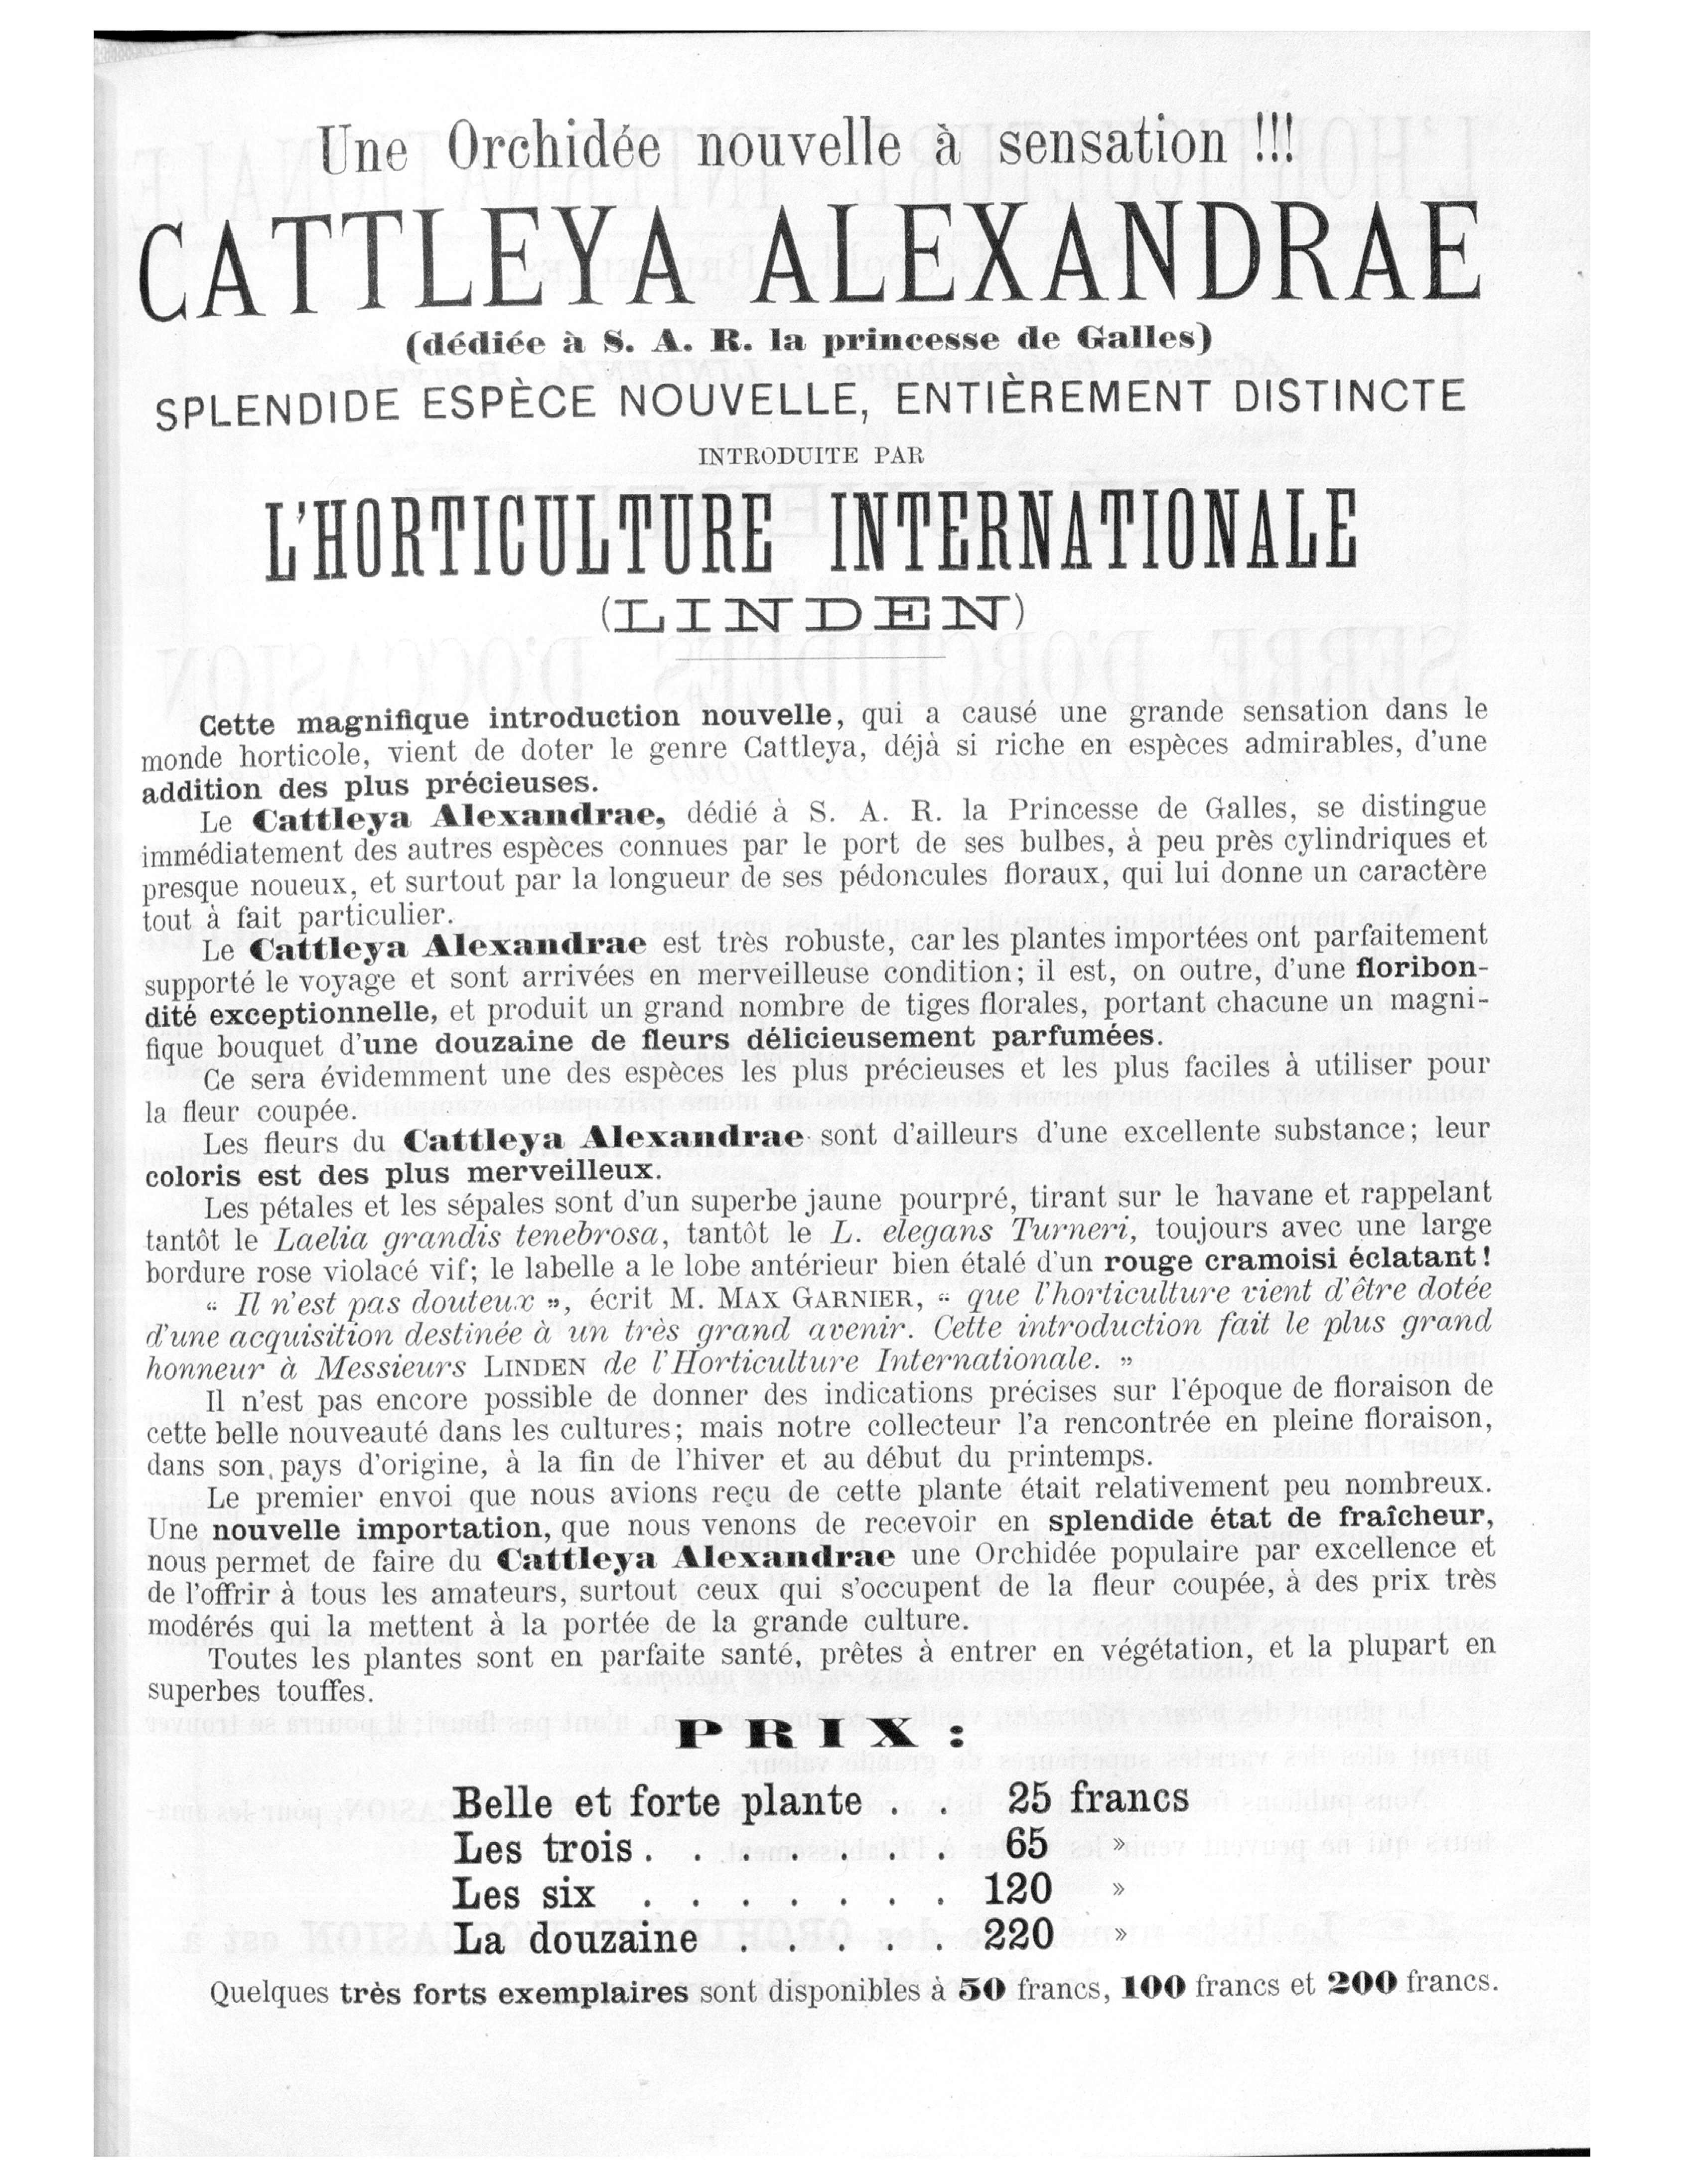 Une Orchidée nouvelle à sensation !!!
CATTLEYA ALEXANDRAE
(dédiée à S. A. R. la princesse de Galles)
SPLENDIDE ESPÈCE NOUVELLE, ENTIÈREMENT DISTINCTE
INTRODUITE PAR
L'HORTICULTURE INTERNATIONALE
(LINDEN)
Cette magnifique introduction nouvelle, qui a causé une grande sensation dans le
monde horticole, vient de doter le genre Cattleya, déjà si riche en espèces admirables, d'une
addition des plus précieuses.
Le Cattleya Alexandrae, dédié à S. A. R. la Princesse de Galles, se distingue
immédiatement des autres espèces connues par le port de ses bulbes, à peu près cylindriques et
presque noueux, et surtout par la longueur de ses pédoncules floraux, qui lui donne un caractère
tout à fait particulier.
Le Cattleya Alexandrae est très robuste, car les plantes importées ont parfaitement
supporté le voyage et sont arrivées en merveilleuse condition; il est, on outre, d'une floribon-
dité exceptionnelle, et produit un grand nombre de tiges florales, portant chacune un magni-
fique bouquet d'une douzaine de fleurs délicieusement parfumées.
Ce sera évidemment une des espèces les plus précieuses et les plus faciles à utiliser pour
la fleur coupée.
Les fleurs du Cattleya Alexandrae sont d'ailleurs d'une excellente substance; leur
coloris est des plus merveilleux.
Les pétales et les sépales sont d'un superbe jaune pourpré, tirant sur le havane et rappelant
tantôt le Laelia grandis tenebrosa, tantôt le L. elegans Turneri, toujours avec une large
bordure rose violacé vif; le labelle a le lobe antérieur bien étalé d'un rouge cramoisi éclatant!
« Il n'est pas douteux », écrit M. MAX GARNIER, « que l'horticulture vient d'être dotée
d'une acquisition destinée à un très grand avenir. Cette introduction fait le plus grand
honneur à Messieurs LINDEN de l'Horticulture Internationale. »
Il n'est pas encore possible de donner des indications précises sur l'époque de floraison de
cette belle nouveauté dans les cultures; mais notre collecteur l'a rencontrée en pleine floraison,
dans son pays d'origine, à la fin de l'hiver et au début du printemps.
Le premier envoi que nous avions reçu de cette plante était relativement peu nombreux.
Une nouvelle importation, que nous venons de recevoir en splendide état de fraîcheur,
nous permet de faire du Cattleya Alexandrae une Orchidée populaire par excellence et
de l'offrir à tous les amateurs, surtout ceux qui s'occupent de la fleur coupée, à des prix très
modérés qui la mettent à la portée de la grande culture.
Toutes les plantes sont en parfaite santé, prêtes à entrer en végétation, et la plupart en
superbes touffes.
PRIX :
Belle et forte plante . . 25 francs
Les trois . . . . . . . 65 »
Les six . . . . . . . 120 »
La douzaine . . . . . 220 »
Quelques très forts exemplaires sont disponibles à 50 francs, 100 francs et 200 francs.